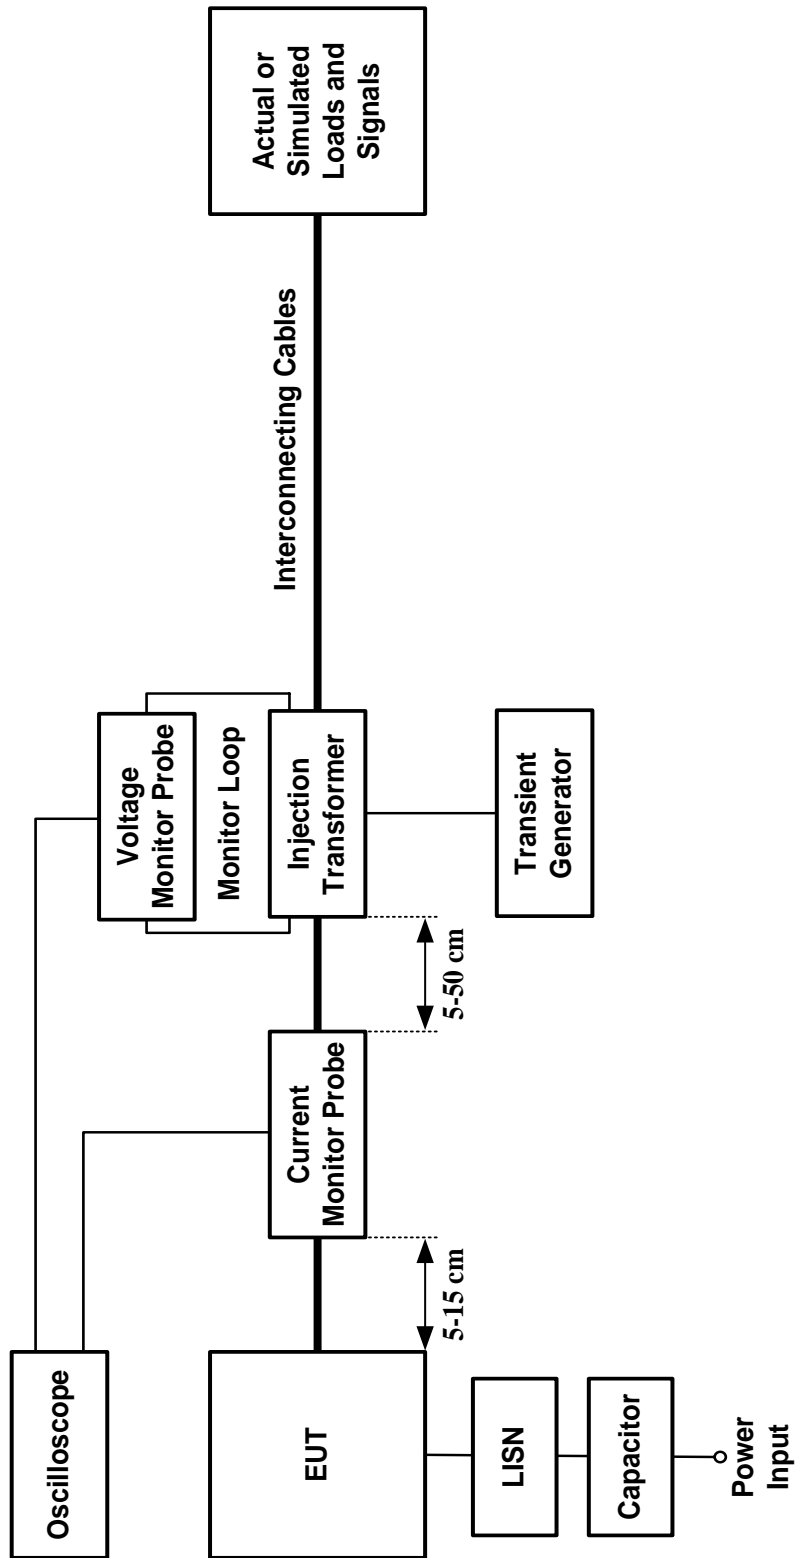 Oscilloscope
Voltage
Monitor Probe
Monitor Loop
EUT
Current
Monitor Probe
Injection
Transformer
Interconnecting Cables
Actual or
Simulated
Loads and
Signals
5-15 cm
5-50 cm
LISN
Transient
Generator
Capacitor
Power
Input